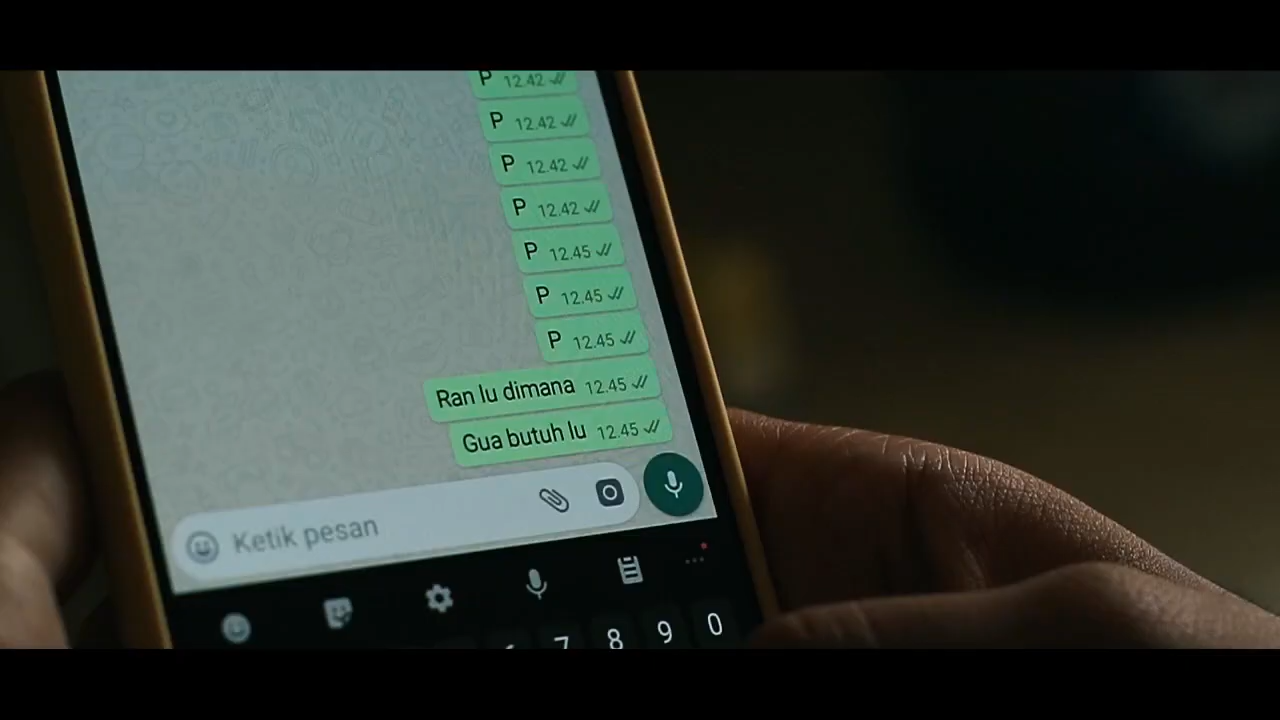 P 12.42
P 12.42
P 12.42
P 12.42
P 12.45
P 12.45
P 12.45
Ran lu dimana 12.45
Gua butuh lu 12.45
Ketik pesan
7 8 9 0